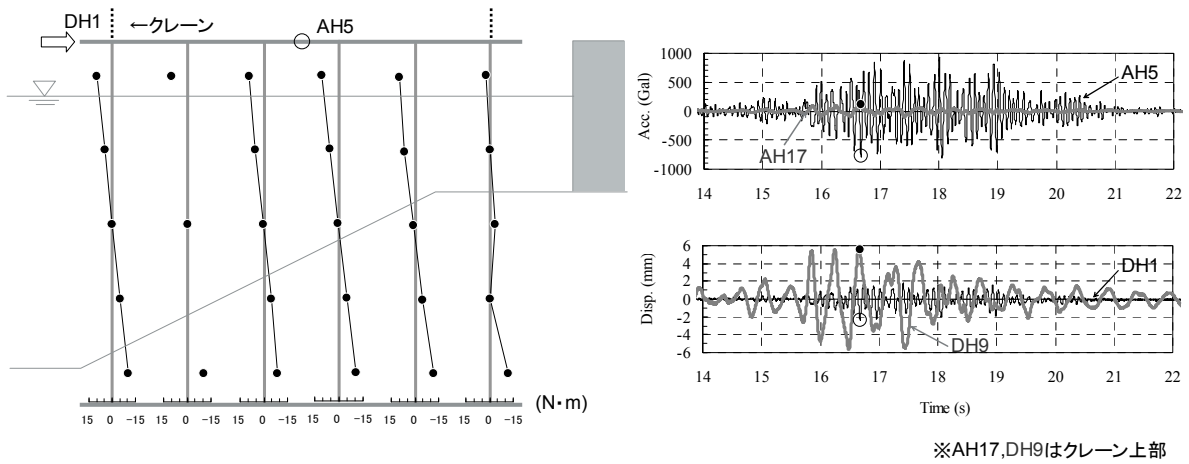 DH1
←クレーン
AH5
15 0 −15 15 0 −15 15 0 −15 15 0 −15 15 0 −15 15 0 −15
(N・m)
Acc. (Gal)
1000
500
0
-500
-1000
AH5
AH17
14 15 16 17 18 19 20 21 22
Disp. (mm)
6
4
2
0
-2
-4
-6
DH1
DH9
14 15 16 17 18 19 20 21 22
Time (s)
※AH17,DH9はクレーン上部